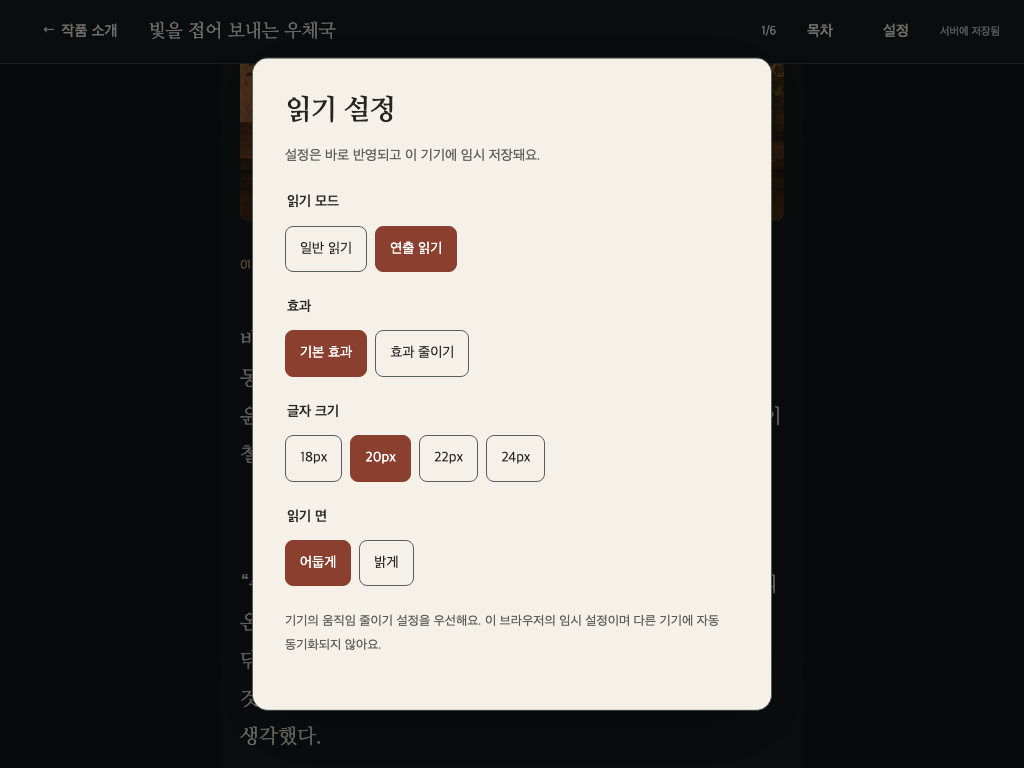 ← 작품 소개
빛을 접어 보내는 우체국
1/6
목차
설정
서버에 저장됨
읽기 설정
설정은 바로 반영되고 이 기기에 임시 저장돼요.
읽기 모드
일반 읽기
연출 읽기
효과
기본 효과
효과 줄이기
글자 크기
18px
20px
22px
24px
읽기 면
어둡게
밝게
기기의 움직임 줄이기 설정을 우선해요. 이 브라우저의 임시 설정이며 다른 기기에 자동
동기화되지 않아요.
01
생각했다.